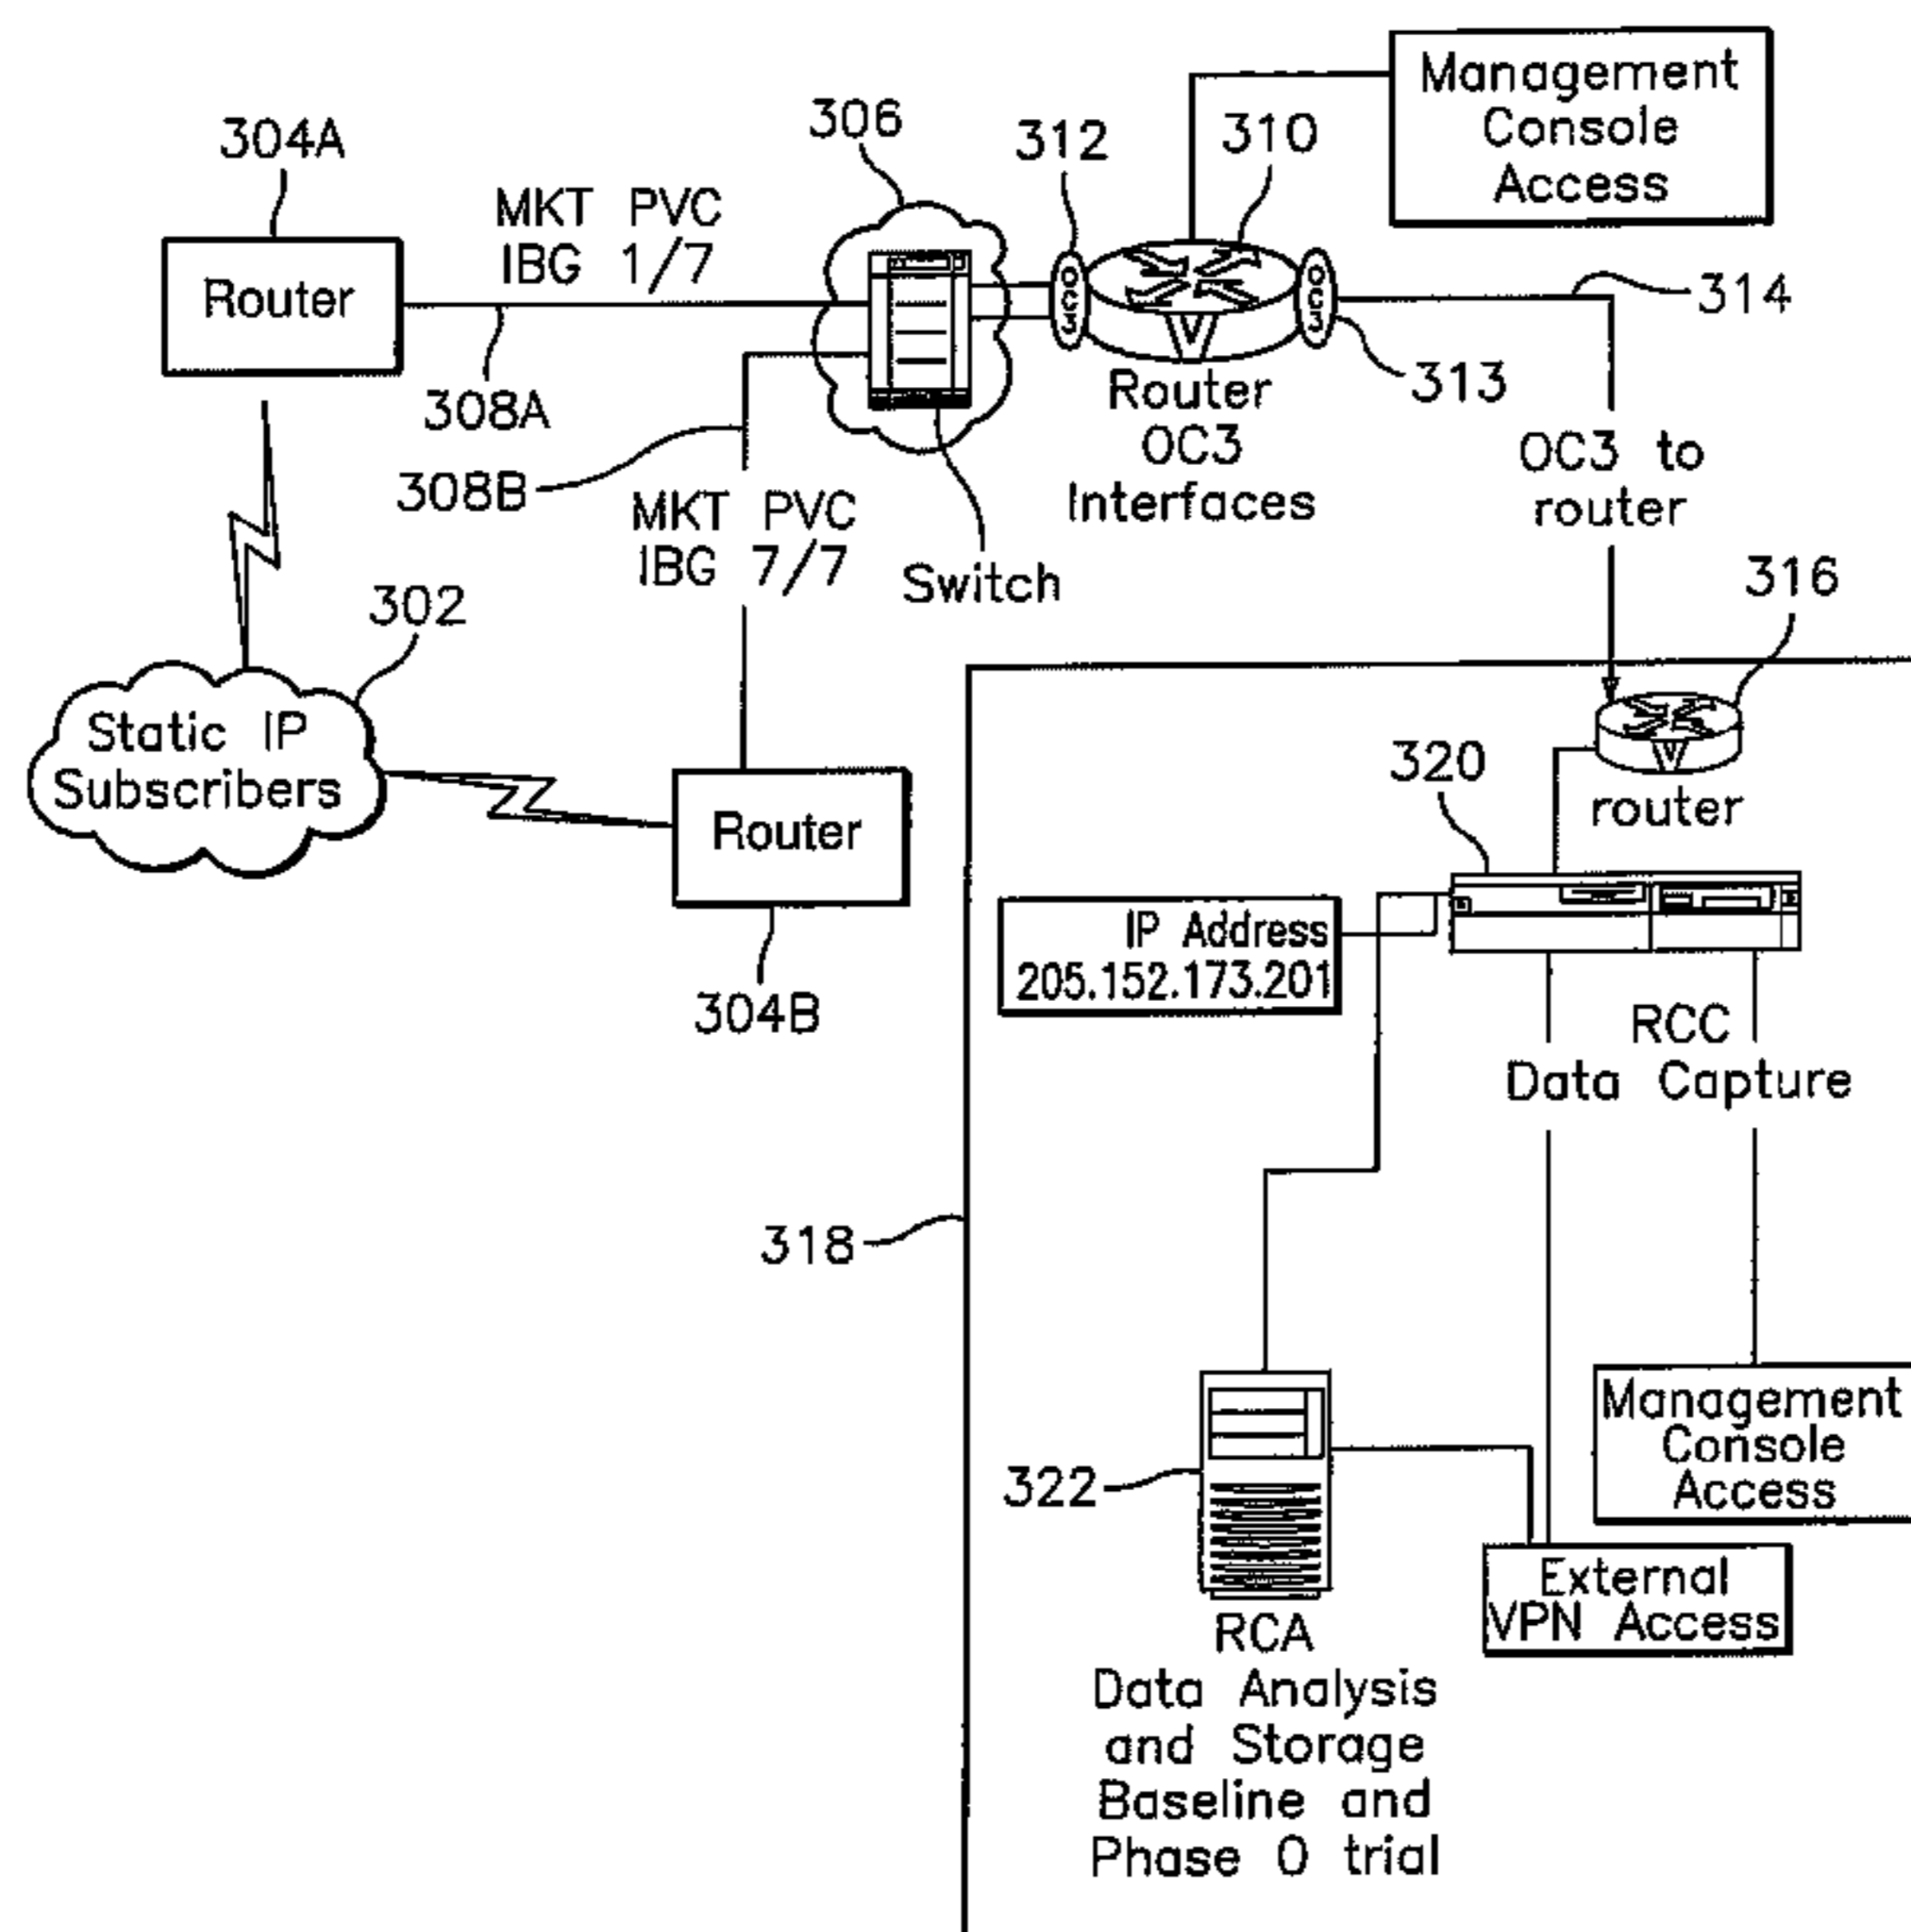 Management
Console
Access
306
312
310
304A
MKT PVC
IBG 1/7
Router
OC3
OC3
314
308A
Router
OC3
Interfaces
313
308B
MKT PVC
IBG 7/7
OC3 to
router
Switch
302
316
Static IP
Subscribers
Router
320
router
IP Address
205.152.173.201
304B
RCC
Data Capture
318
Management
Console
Access
322
External
VPN Access
RCA
Data Analysis
and Storage
Baseline and
Phase 0 trial